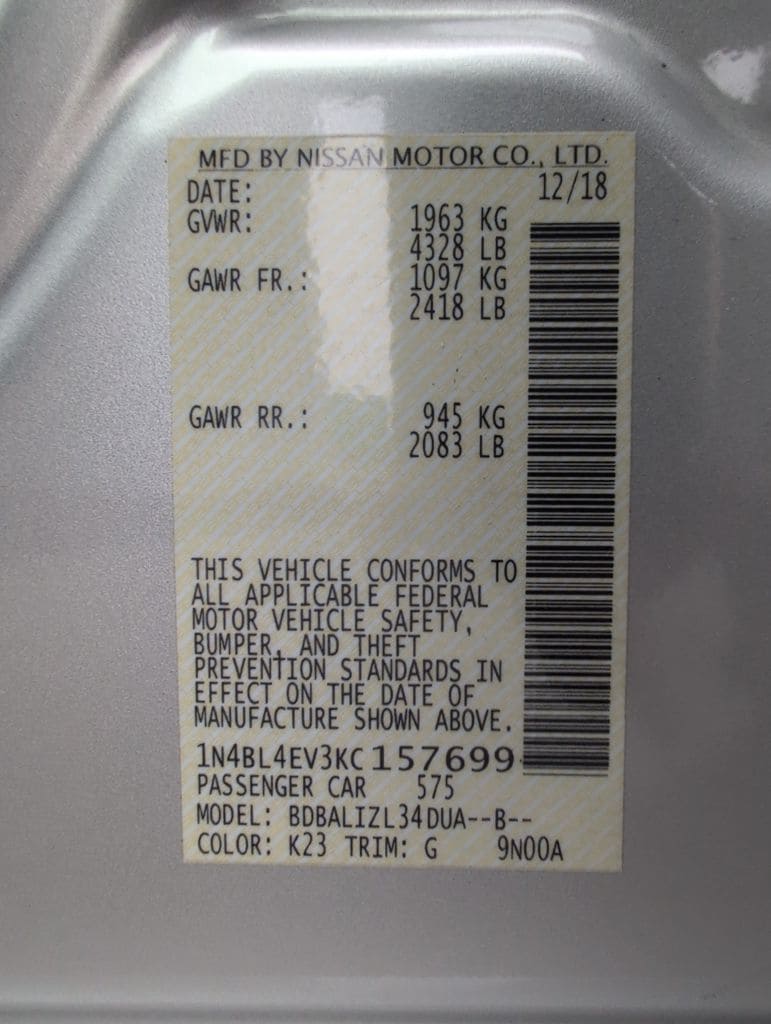 MFD BY NISSAN MOTOR CO., LTD.
DATE: 12/18
GVWR: 1963 KG
4328 LB
GAWR FR.: 1097 KG
2418 LB
GAWR RR.: 945 KG
2083 LB
THIS VEHICLE CONFORMS TO
ALL APPLICABLE FEDERAL
MOTOR VEHICLE SAFETY,
BUMPER, AND THEFT
PREVENTION STANDARDS IN
EFFECT ON THE DATE OF
MANUFACTURE SHOWN ABOVE.
1N4BL4EV3KC157699
PASSENGER CAR 575
MODEL: BDBALIZL34DUA--B--
COLOR: K23 TRIM: G 9N00A